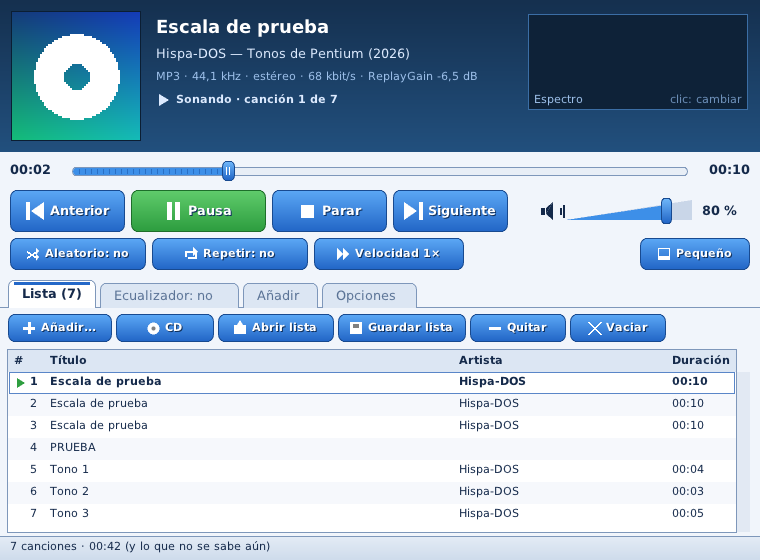 Escala de prueba
Hispa-DOS — Tonos de Pentium (2026)
MP3 · 44,1 kHz · estéreo · 68 kbit/s · ReplayGain -6,5 dB
Sonando · canción 1 de 7
Espectro clic: cambiar
00:02 00:10
Anterior Pausa Parar Siguiente 80 %
Aleatorio: no Repetir: no Velocidad 1× Pequeño
Lista (7) Ecualizador: no Añadir Opciones
Añadir... CD Abrir lista Guardar lista Quitar Vaciar
# Título Artista Duración
1 Escala de prueba Hispa-DOS 00:10
2 Escala de prueba Hispa-DOS 00:10
3 Escala de prueba Hispa-DOS 00:10
4 PRUEBA
5 Tono 1 Hispa-DOS 00:04
6 Tono 2 Hispa-DOS 00:03
7 Tono 3 Hispa-DOS 00:05
7 canciones · 00:42 (y lo que no se sabe aún)